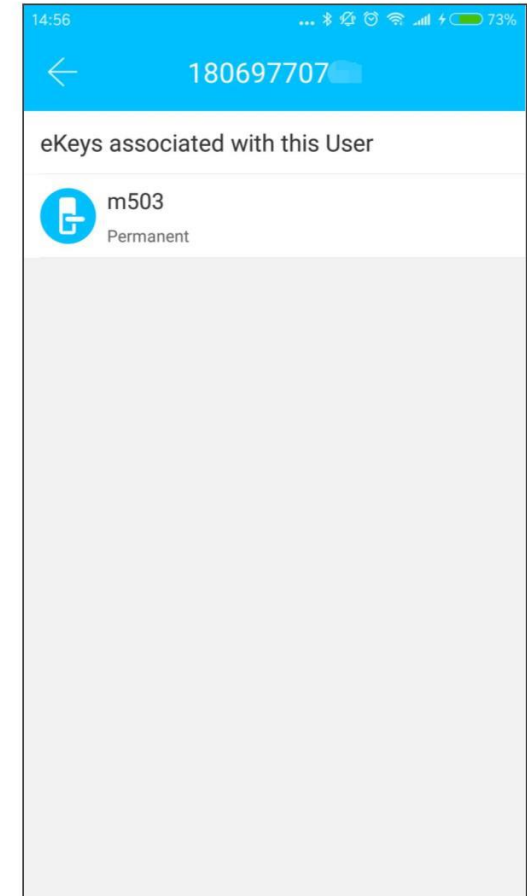 14:56 ... 73%
180697707
eKeys associated with this User
m503
Permanent